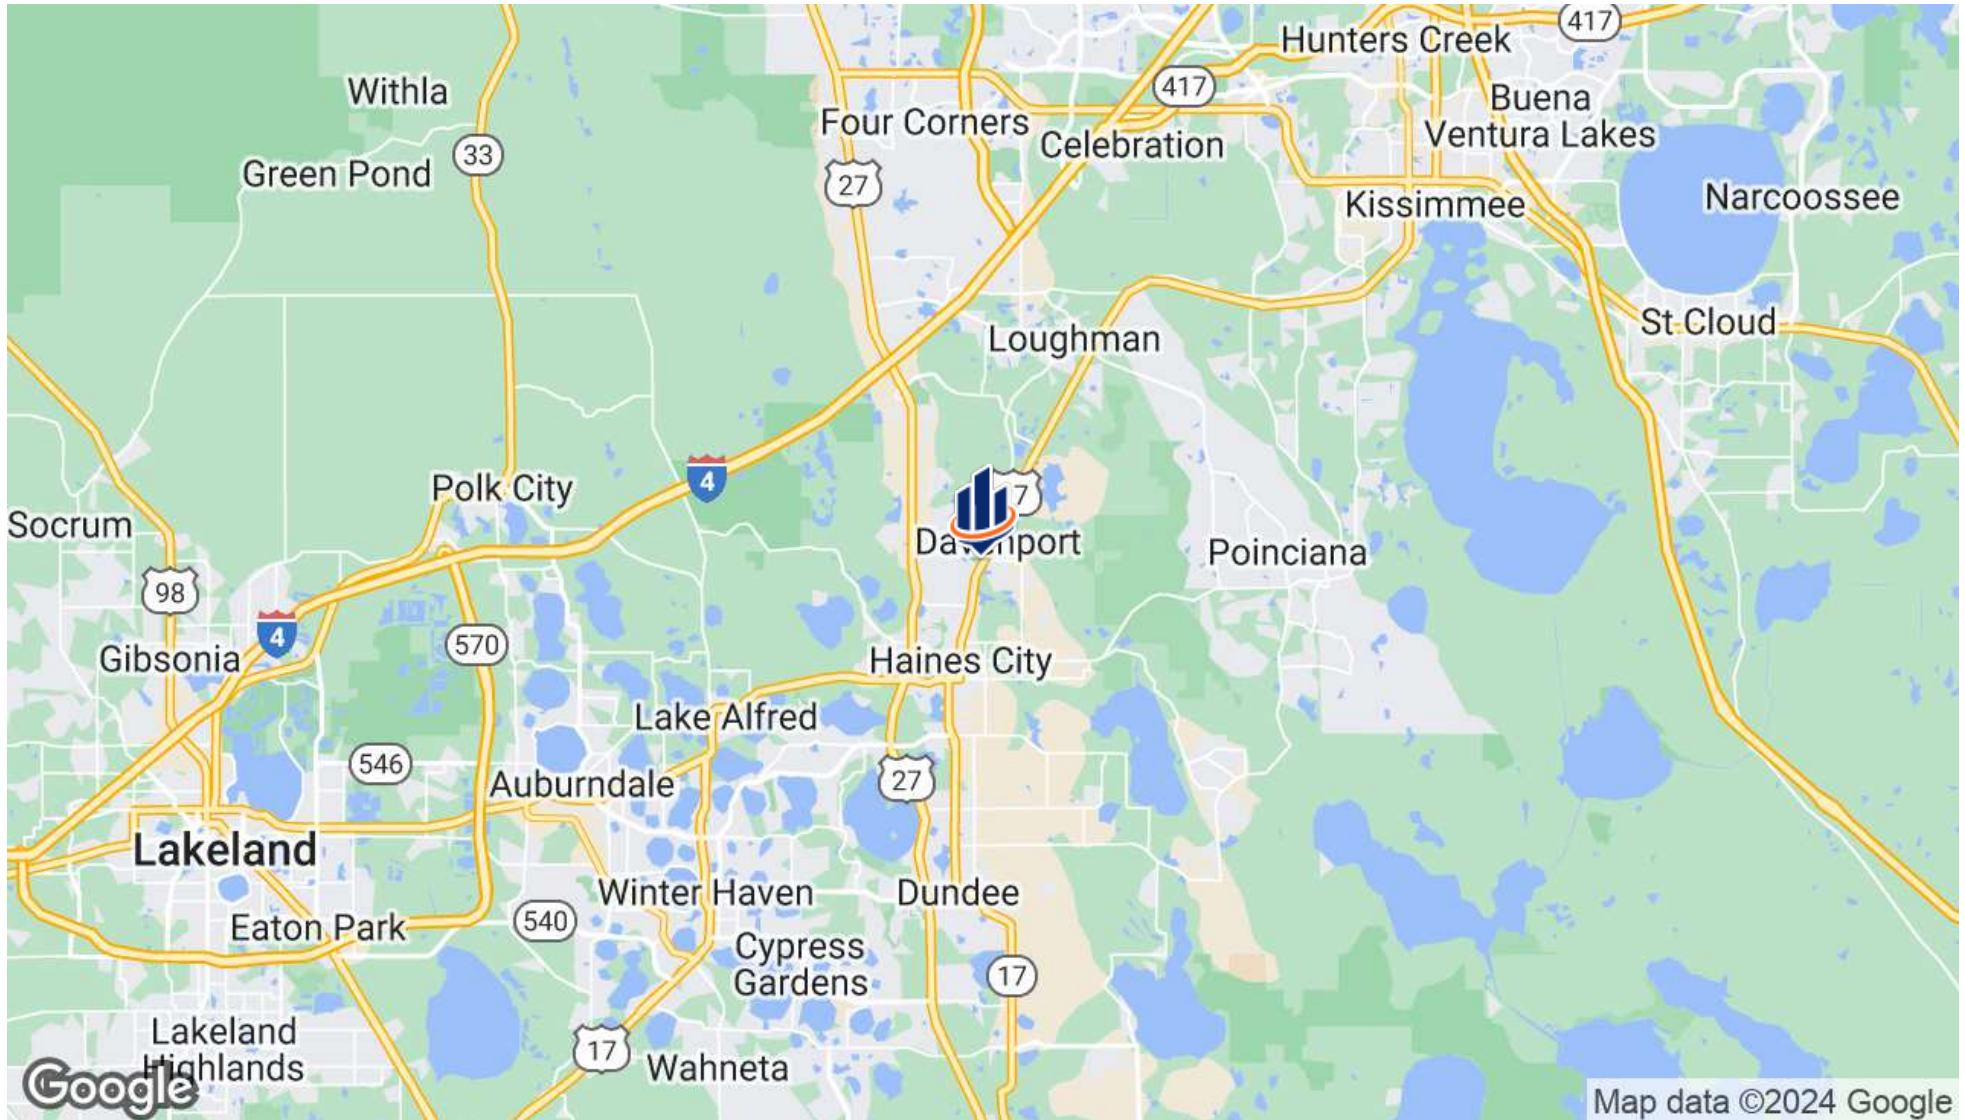 417
Hunters Creek
Withla
417
Buena
Ventura Lakes
Four Corners
Celebration
33
Green Pond
27
Narcoossee
Kissimmee
St Cloud
Loughman
4
Polk City
7
Socrum
Poinciana
98
4
570
Gibsonia
Haines City
Lake Alfred
546
27
Auburndale
Lakeland
Winter Haven
Dundee
540
Eaton Park
Cypress
Gardens
17
Lakeland
Highlands
17
Wahneta
Google
Map data ©2024 Google